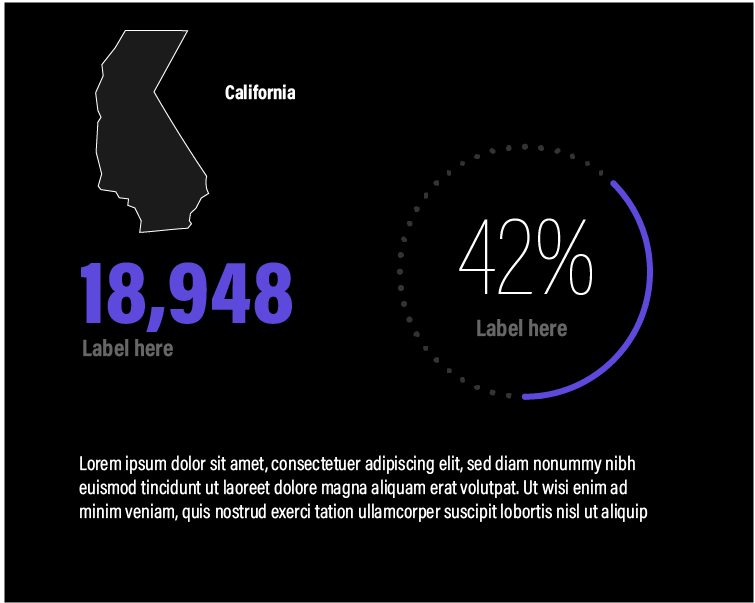 California
42%
Label here
18,948
Label here
Lorem ipsum dolor sit amet, consectetuer adipiscing elit, sed diam nonummy nibh
euismod tincidunt ut laoreet dolore magna aliquam erat volutpat. Ut wisi enim ad
minim veniam, quis nostrud exerci tation ullamcorper suscipit lobortis nisl ut aliquip